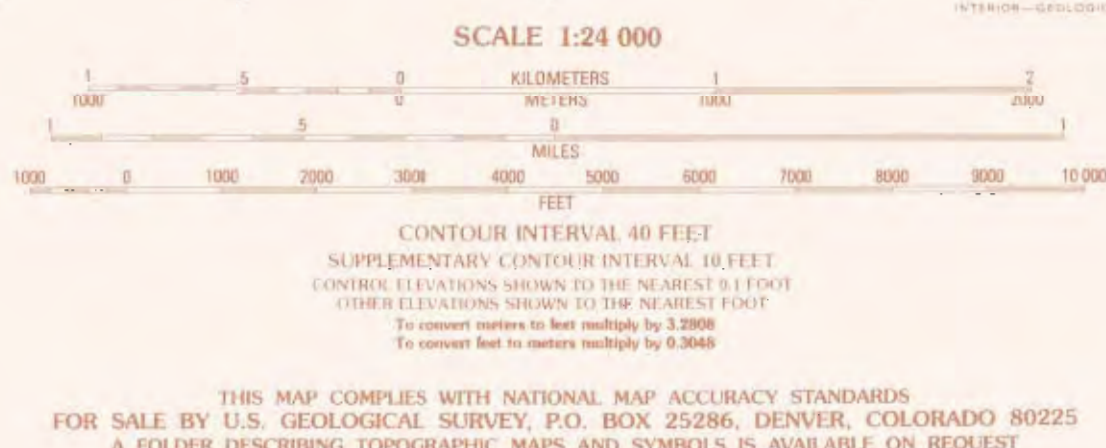 INTERIOR—GEOLOGIC
SCALE 1:24 000
1 .5 0 KILOMETERS 1 2
1000 0 METERS 1000 2000
1 .5 0 1
MILES
1000 0 1000 2000 3000 4000 5000 6000 7000 8000 9000 10 000
FEET
CONTOUR INTERVAL 40 FEET
SUPPLEMENTARY CONTOUR INTERVAL 10 FEET
CONTROL ELEVATIONS SHOWN TO THE NEAREST 0.1 FOOT
OTHER ELEVATIONS SHOWN TO THE NEAREST FOOT
To convert meters to feet multiply by 3.2808
To convert feet to meters multiply by 0.3048
THIS MAP COMPLIES WITH NATIONAL MAP ACCURACY STANDARDS
FOR SALE BY U.S. GEOLOGICAL SURVEY, P.O. BOX 25286, DENVER, COLORADO 80225
A FOLDER DESCRIBING TOPOGRAPHIC MAPS AND SYMBOLS IS AVAILABLE ON REQUEST